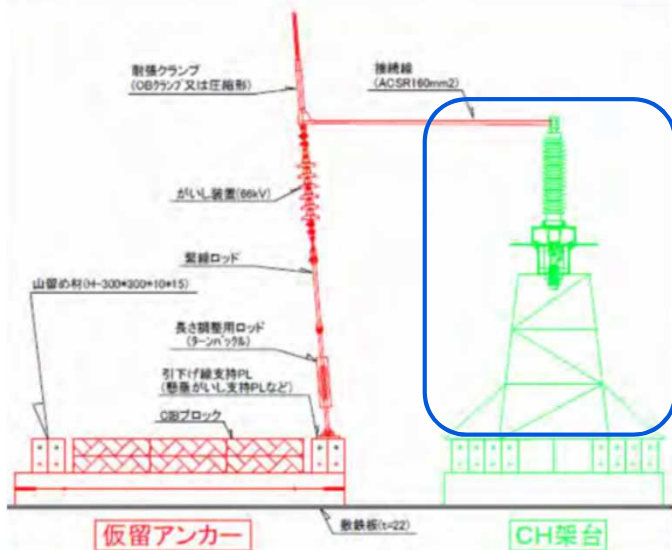 耐張クランプ
(OBクランプ又は圧縮形)
接続線
(ACSR160mm2)
がいし装置(66kV)
緊線ロッド
山留め材(H-300*300*10*15)
長さ調整用ロッド
(ターンバックル)
引下げ線支持PL
(懸垂がいし支持PLなど)
OSBブロック
敷鉄板(t=22)
仮留アンカー
CH架台